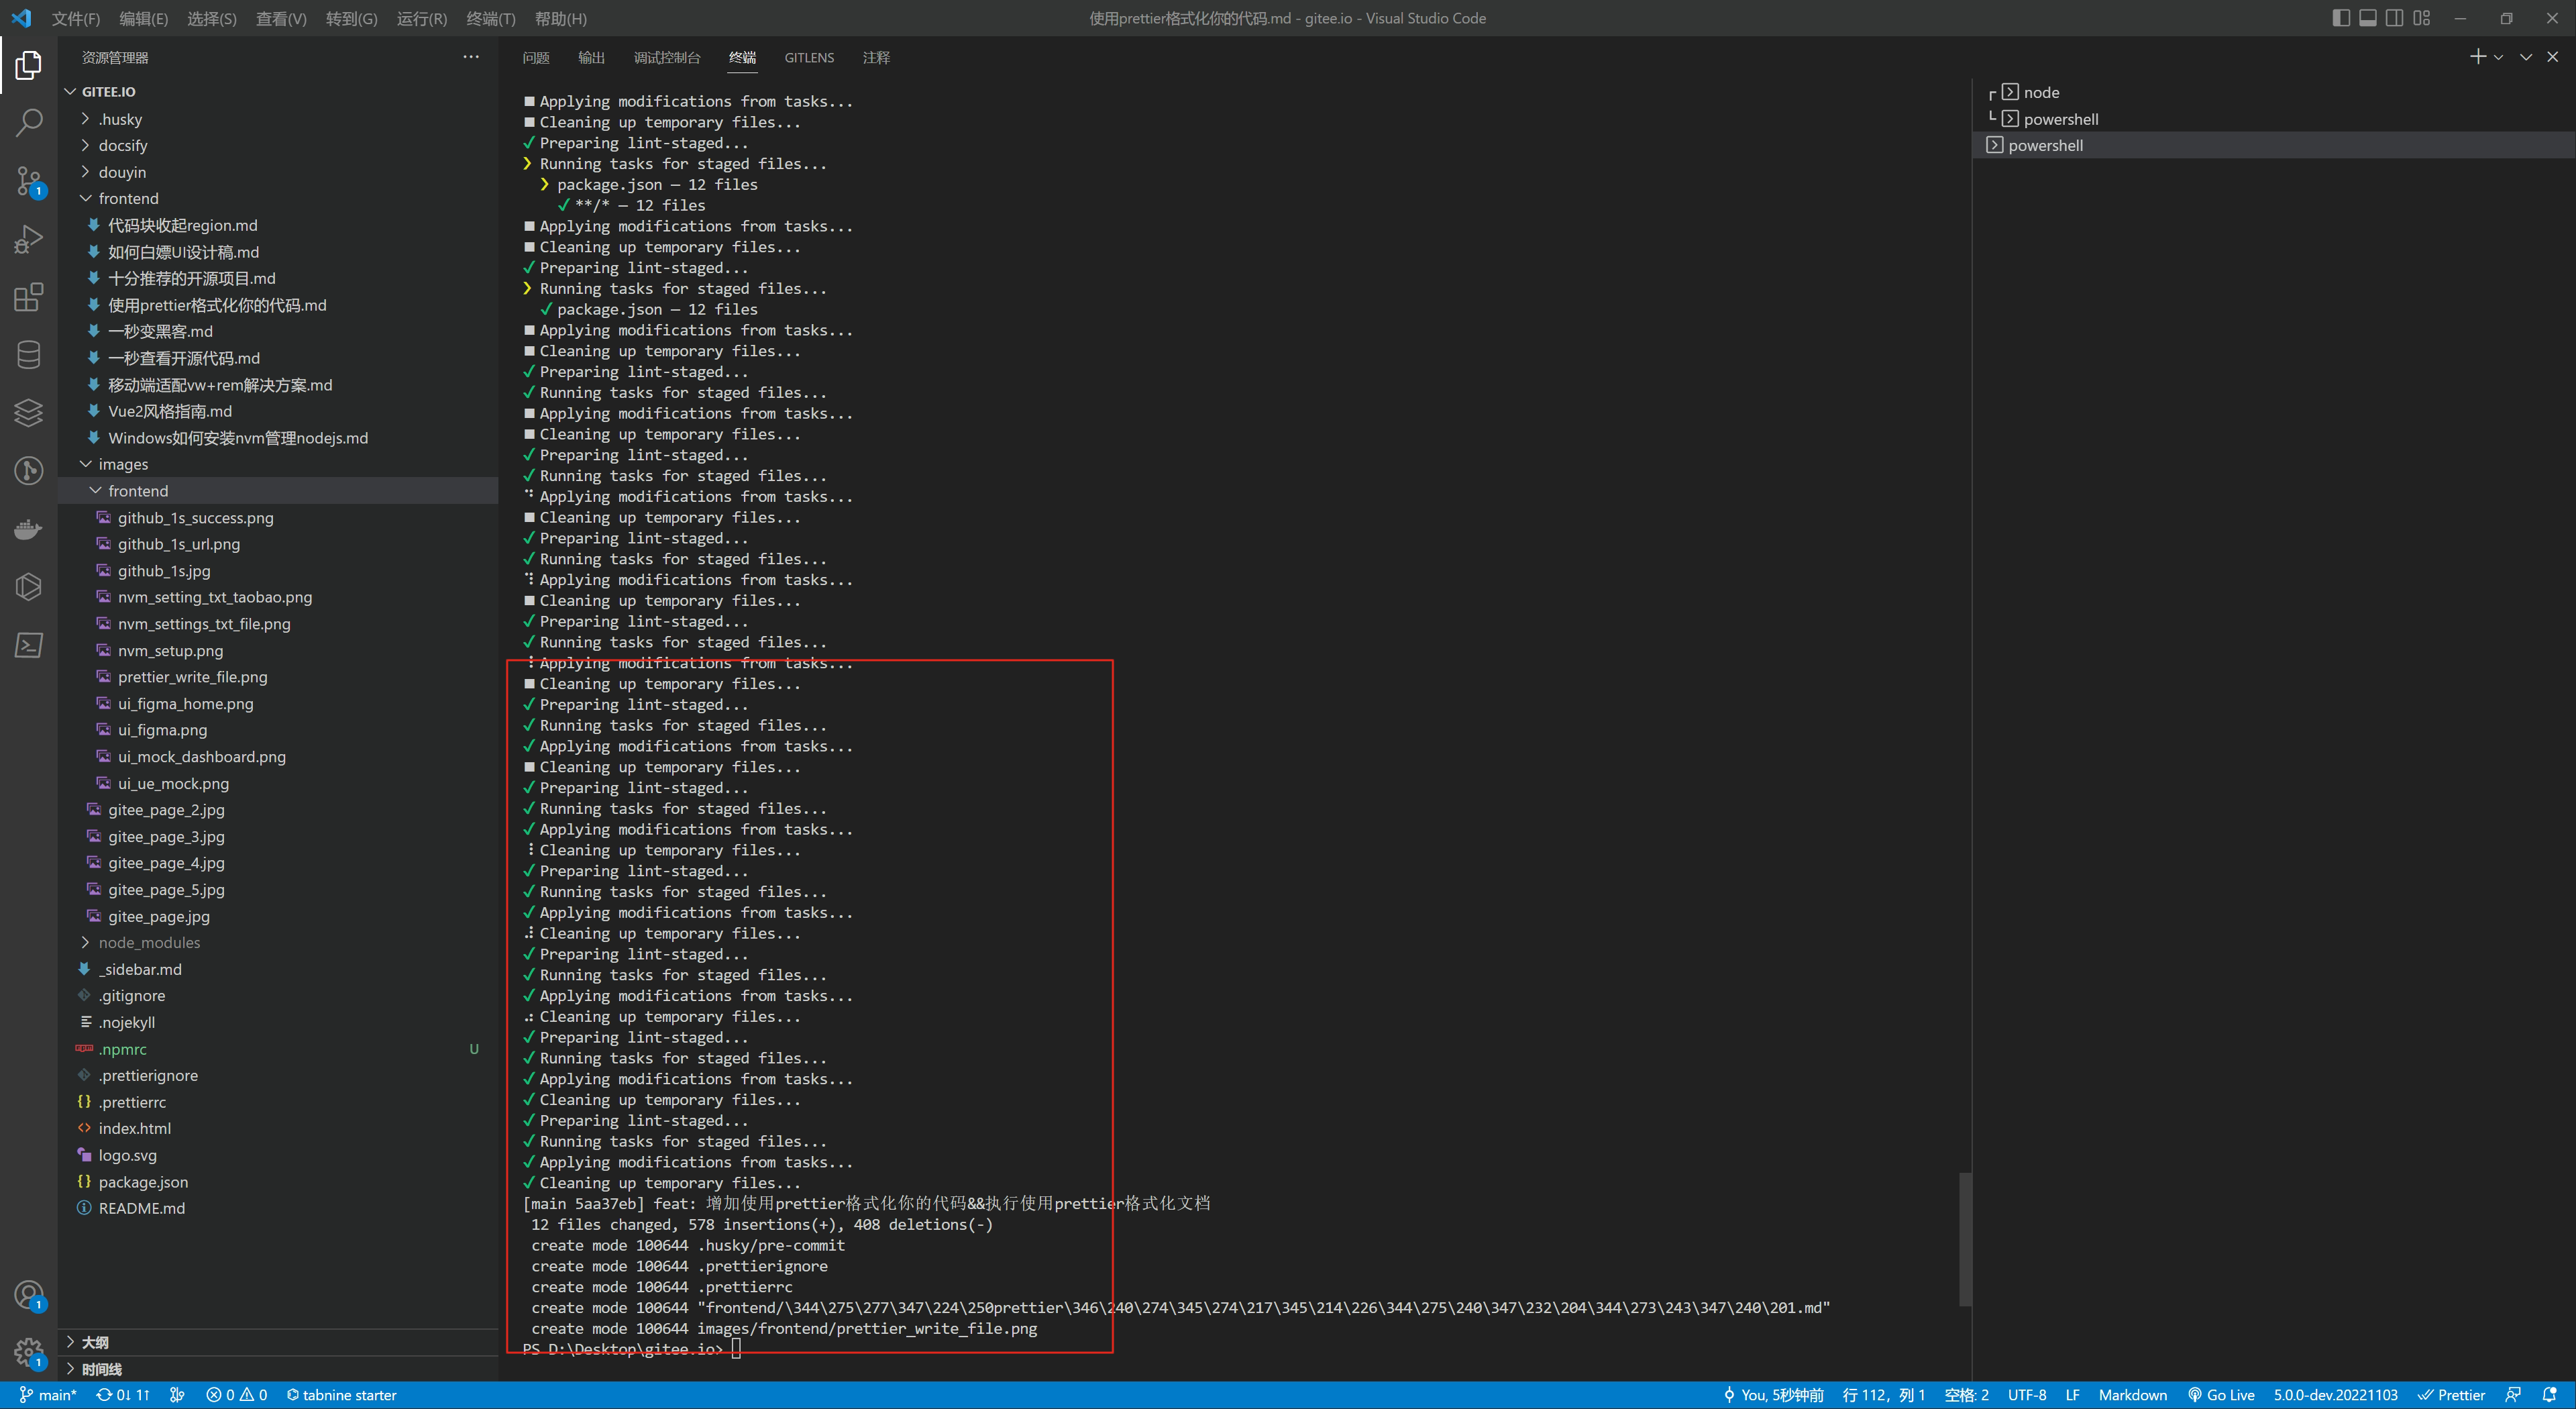 文件(F) 编辑(E) 选择(S) 查看(V) 转到(G) 运行(R) 终端(T) 帮助(H)
使用prettier格式化你的代码.md - gitee.io - Visual Studio Code
资源管理器
GITEE.IO
.husky
docsify
douyin
frontend
代码块收起region.md
如何白嫖UI设计稿.md
十分推荐的开源项目.md
使用prettier格式化你的代码.md
一秒变黑客.md
一秒查看开源代码.md
移动端适配vw+rem解决方案.md
Vue2风格指南.md
Windows如何安装nvm管理nodejs.md
images
frontend
github_1s_success.png
github_1s_url.png
github_1s.jpg
nvm_setting_txt_taobao.png
nvm_settings_txt_file.png
nvm_setup.png
prettier_write_file.png
ui_figma_home.png
ui_figma.png
ui_mock_dashboard.png
ui_ue_mock.png
gitee_page_2.jpg
gitee_page_3.jpg
gitee_page_4.jpg
gitee_page_5.jpg
gitee_page.jpg
node_modules
_sidebar.md
.gitignore
.nojekyll
.npmrc U
.prettierignore
.prettierrc
index.html
logo.svg
package.json
README.md
大纲
时间线
问题 输出 调试控制台 终端 GITLENS 注释
Applying modifications from tasks...
Cleaning up temporary files...
Preparing lint-staged...
Running tasks for staged files...
package.json — 12 files
**/* — 12 files
Applying modifications from tasks...
Cleaning up temporary files...
Preparing lint-staged...
Running tasks for staged files...
package.json — 12 files
Applying modifications from tasks...
Cleaning up temporary files...
Preparing lint-staged...
Running tasks for staged files...
Applying modifications from tasks...
Cleaning up temporary files...
Preparing lint-staged...
Running tasks for staged files...
Applying modifications from tasks...
Cleaning up temporary files...
Preparing lint-staged...
Running tasks for staged files...
Applying modifications from tasks...
Cleaning up temporary files...
Preparing lint-staged...
Running tasks for staged files...
Applying modifications from tasks...
Cleaning up temporary files...
Preparing lint-staged...
Running tasks for staged files...
Applying modifications from tasks...
Cleaning up temporary files...
Preparing lint-staged...
Running tasks for staged files...
Applying modifications from tasks...
Cleaning up temporary files...
Preparing lint-staged...
Running tasks for staged files...
Applying modifications from tasks...
Cleaning up temporary files...
Preparing lint-staged...
Running tasks for staged files...
Applying modifications from tasks...
Cleaning up temporary files...
Preparing lint-staged...
Running tasks for staged files...
Applying modifications from tasks...
Cleaning up temporary files...
Preparing lint-staged...
Running tasks for staged files...
Applying modifications from tasks...
Cleaning up temporary files...
[main 5aa37eb] feat: 增加使用prettier格式化你的代码&&执行使用prettier格式化文档
12 files changed, 578 insertions(+), 408 deletions(-)
create mode 100644 .husky/pre-commit
create mode 100644 .prettierignore
create mode 100644 .prettierrc
create mode 100644 "frontend/\344\275\277\347\224\250prettier\346\240\274\345\274\217\345\214\226\344\275\240\347\232\204\344\273\243\347\240\201.md"
create mode 100644 images/frontend/prettier_write_file.png
PS D:\Desktop\gitee.io>
node
powershell
powershell
1
1
1
main* 0↓ 1↑ 0 0 tabnine starter
You, 5秒钟前 行 112，列 1 空格: 2 UTF-8 LF Markdown Go Live 5.0.0-dev.20221103 Prettier